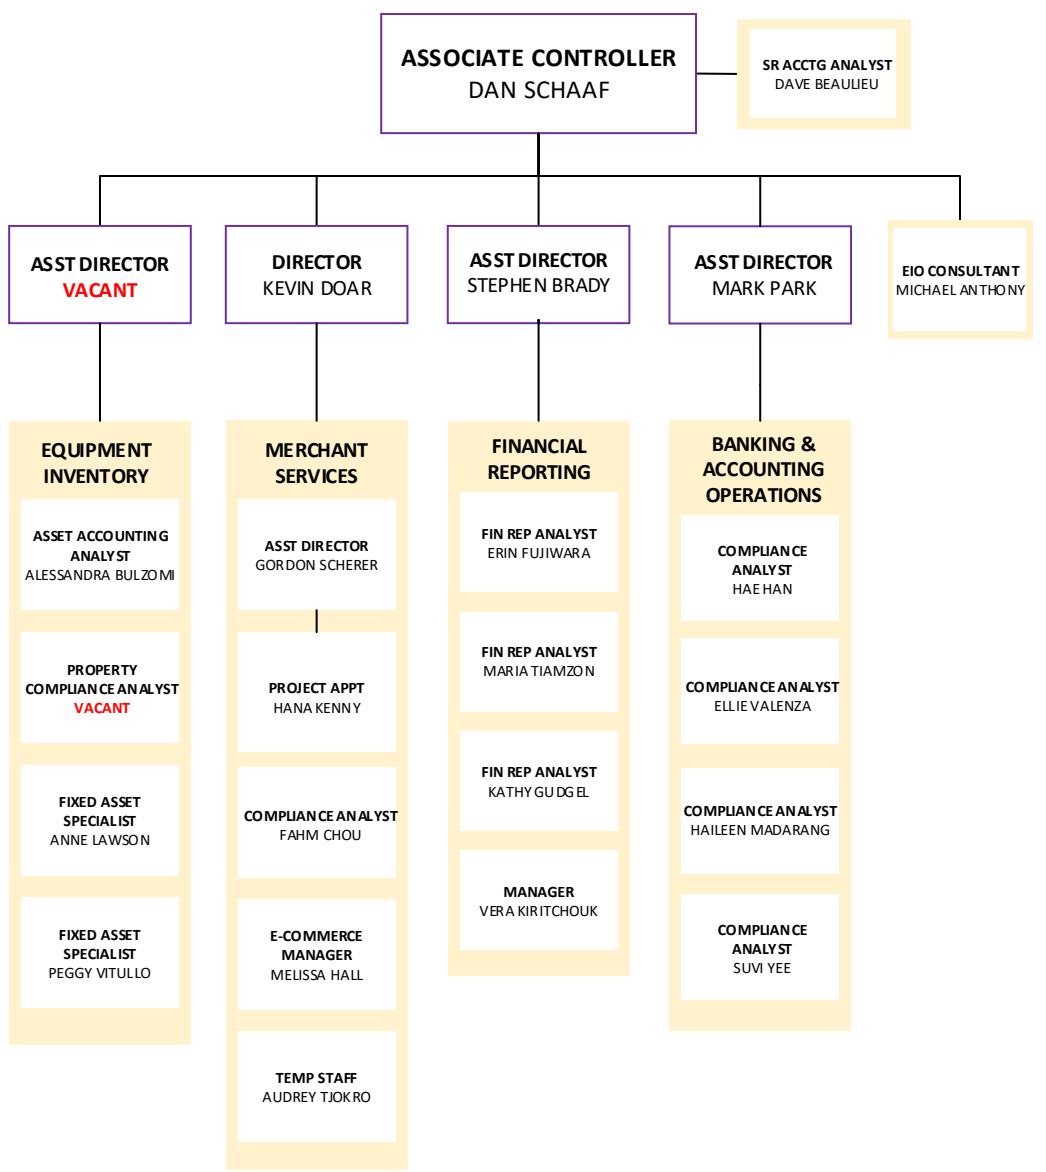 ASSOCIATE CONTROLLER
DAN SCHAAF
SR ACCTG ANALYST
DAVE BEAULIEU
ASST DIRECTOR
VACANT
DIRECTOR
KEVIN DOAR
ASST DIRECTOR
STEPHEN BRADY
ASST DIRECTOR
MARK PARK
EIO CONSULTANT
MICHAEL ANTHONY
EQUIPMENT
INVENTORY
ASSET ACCOUNTING
ANALYST
ALESSANDRA BULZOMI
PROPERTY
COMPLIANCE ANALYST
VACANT
FIXED ASSET
SPECIALIST
ANNE LAWSON
FIXED ASSET
SPECIALIST
PEGGY VITULLO
MERCHANT
SERVICES
ASST DIRECTOR
GORDON SCHERER
PROJECT APPT
HANA KENNY
COMPLIANCE ANALYST
FAHM CHOU
E-COMMERCE
MANAGER
MELISSA HALL
TEMP STAFF
AUDREY TJOKRO
FINANCIAL
REPORTING
FIN REP ANALYST
ERIN FUJIWARA
FIN REP ANALYST
MARIA TIAMZON
FIN REP ANALYST
KATHY GUDGEL
MANAGER
VERA KIRITCHOUK
BANKING &
ACCOUNTING
OPERATIONS
COMPLIANCE
ANALYST
HAE HAN
COMPLIANCE ANALYST
ELLIE VALENZA
COMPLIANCE ANALYST
HAILEEN MADARANG
COMPLIANCE
ANALYST
SUVI YEE